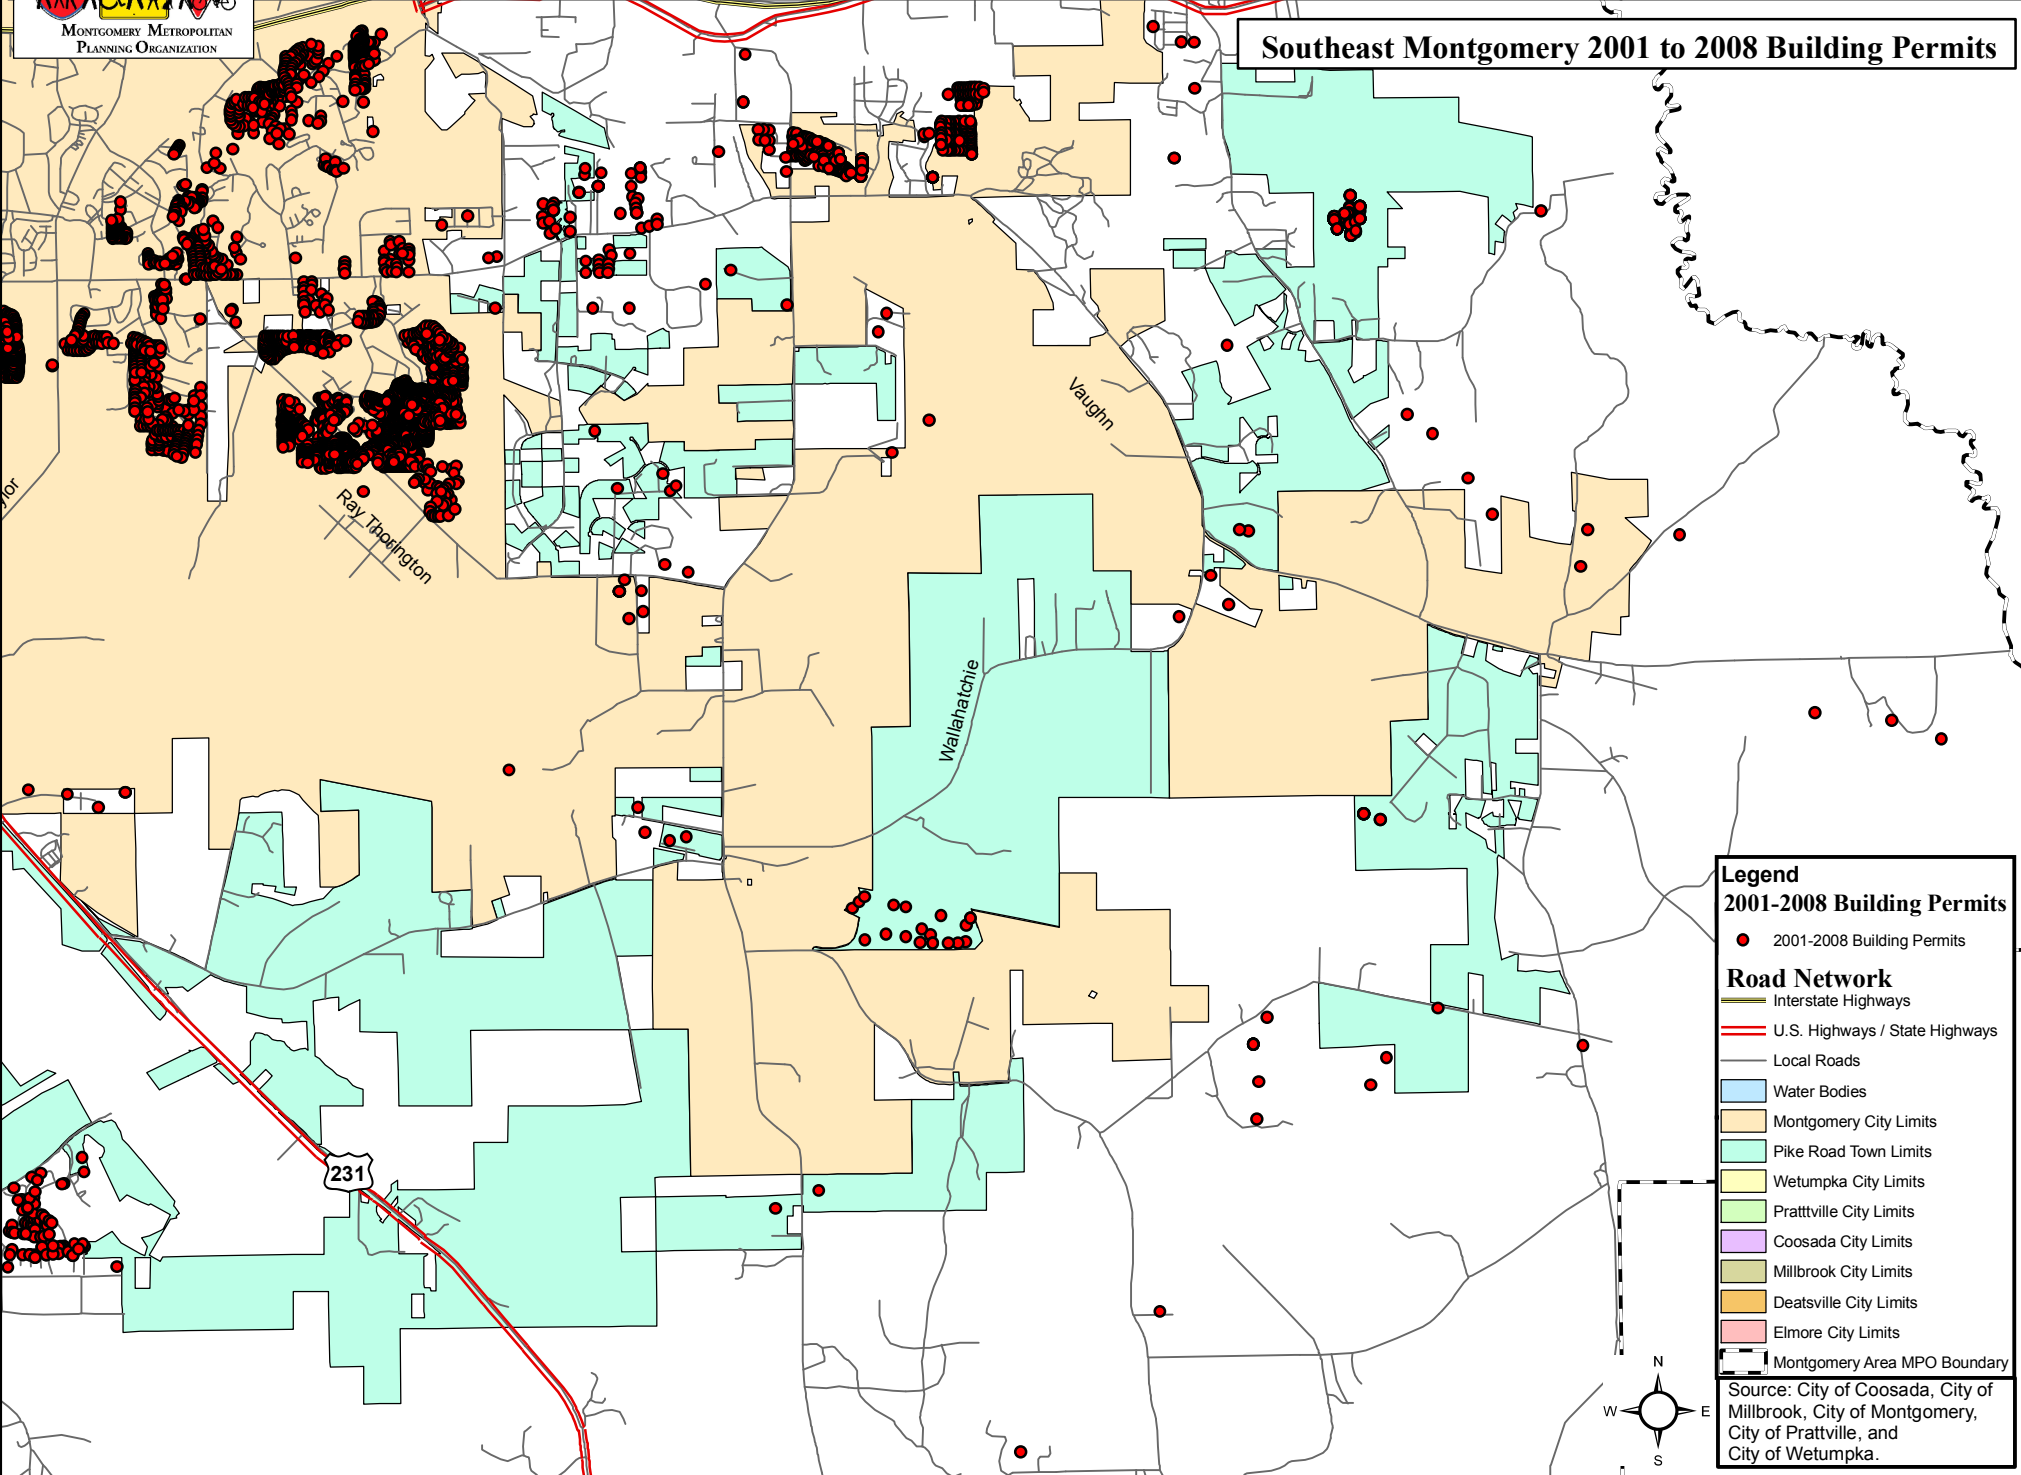 MONTGOMERY METROPOLITAN
PLANNING ORGANIZATION
Southeast Montgomery 2001 to 2008 Building Permits
Vaughn
Ray Thorington
Wallahatchie
231
Legend
2001-2008 Building Permits
2001-2008 Building Permits
Road Network
Interstate Highways
U.S. Highways / State Highways
Local Roads
Water Bodies
Montgomery City Limits
Pike Road Town Limits
Wetumpka City Limits
Prattville City Limits
Coosada City Limits
Millbrook City Limits
Deatsville City Limits
Elmore City Limits
Montgomery Area MPO Boundary
N
W E
S
Source: City of Coosada, City of
Millbrook, City of Montgomery,
City of Prattville, and
City of Wetumpka.